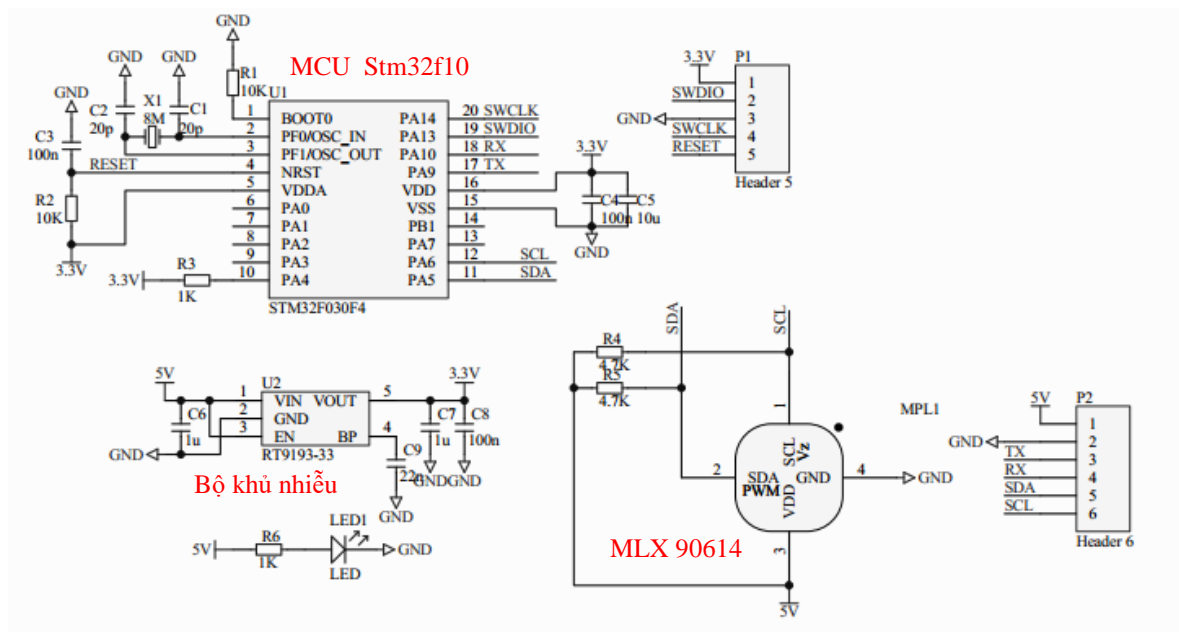 GND
MCU Stm32f10
GND
GND
GND
R1
10K
C2
20p
X1
8M
C1
20p
C3
100n
RESET
R2
10K
3.3V
3.3V
R3
1K
U1
1 BOOT0
2 PF0/OSC_IN
3 PF1/OSC_OUT
4 NRST
5 VDDA
6 PA0
7 PA1
8 PA2
9 PA3
10 PA4
PA14 20 SWCLK
PA13 19 SWDIO
PA10 18 RX
PA9 17 TX
VDD 16
VSS 15
PB1 14
PA7 13
PA6 12 SCL
PA5 11 SDA
STM32F030F4
3.3V
C4
100n
C5
10u
GND
3.3V
P1
1
SWDIO 2
GND 3
SWCLK 4
RESET 5
Header 5
5V
U2
1 VIN
2 GND
3 EN
VOUT 5
BP 4
RT9193-33
C6
1u
GND
3.3V
C7
1u
C8
100n
C9
GND
GND
GND
Bộ khủ nhiễu
5V
R6
1K
LED1
LED
GND
SDA
SCL
R4
4.7K
R5
4.7K
MPL1
1
SCL
Vz
2
SDA
PWM
GND
4
GND
VDD
3
MLX 90614
5V
5V
P2
1
GND 2
TX 3
RX 4
SDA 5
SCL 6
Header 6